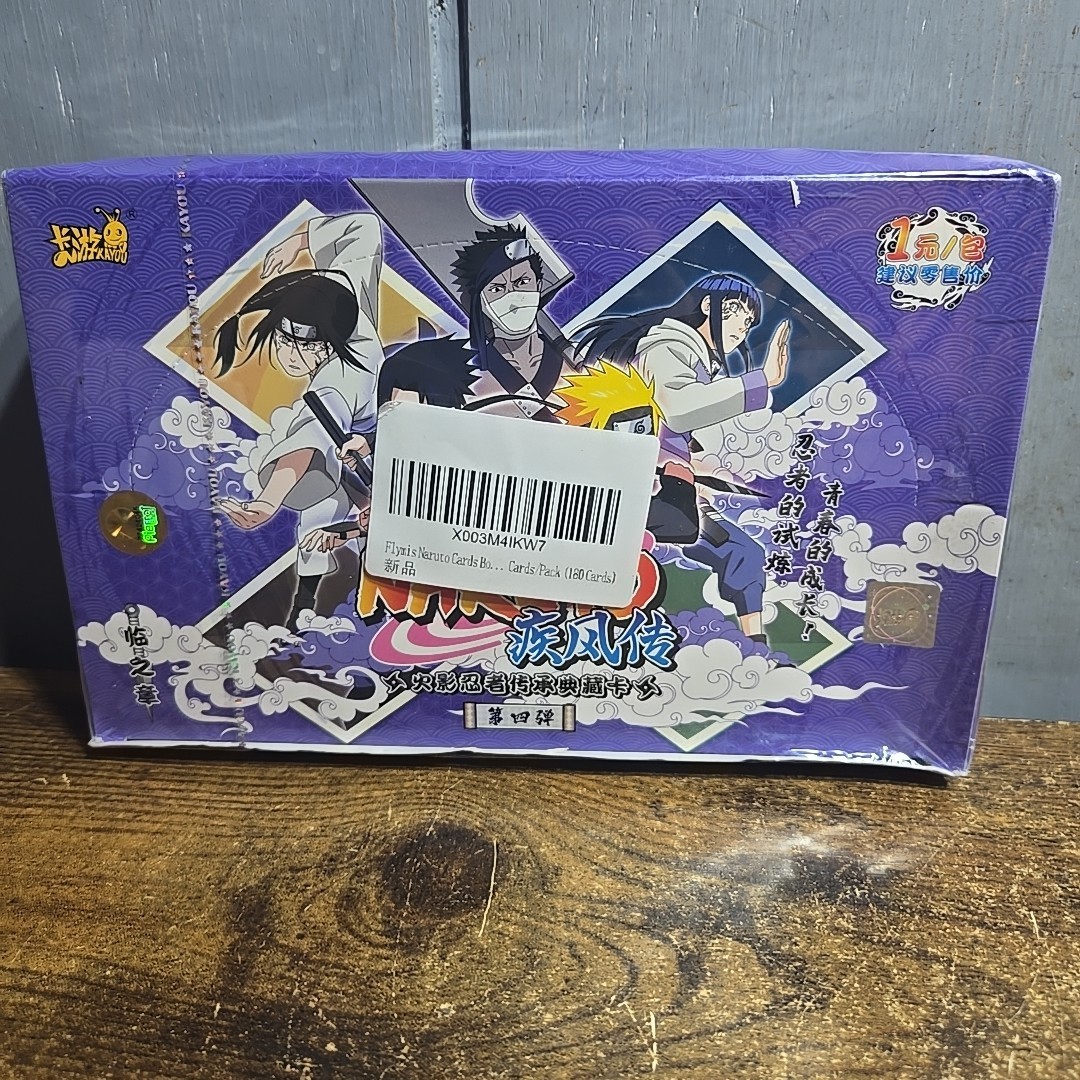 卡游
KAYOU
®
1元/包
建议零售价
KAYOU
青春的成长!
忍者的试炼,
X003M4IKW7
Flymis Naruto Cards Bo... Cards/Pack (180 Cards)
新品
疾风传
火影忍者传承典藏卡
第四弹
临之章